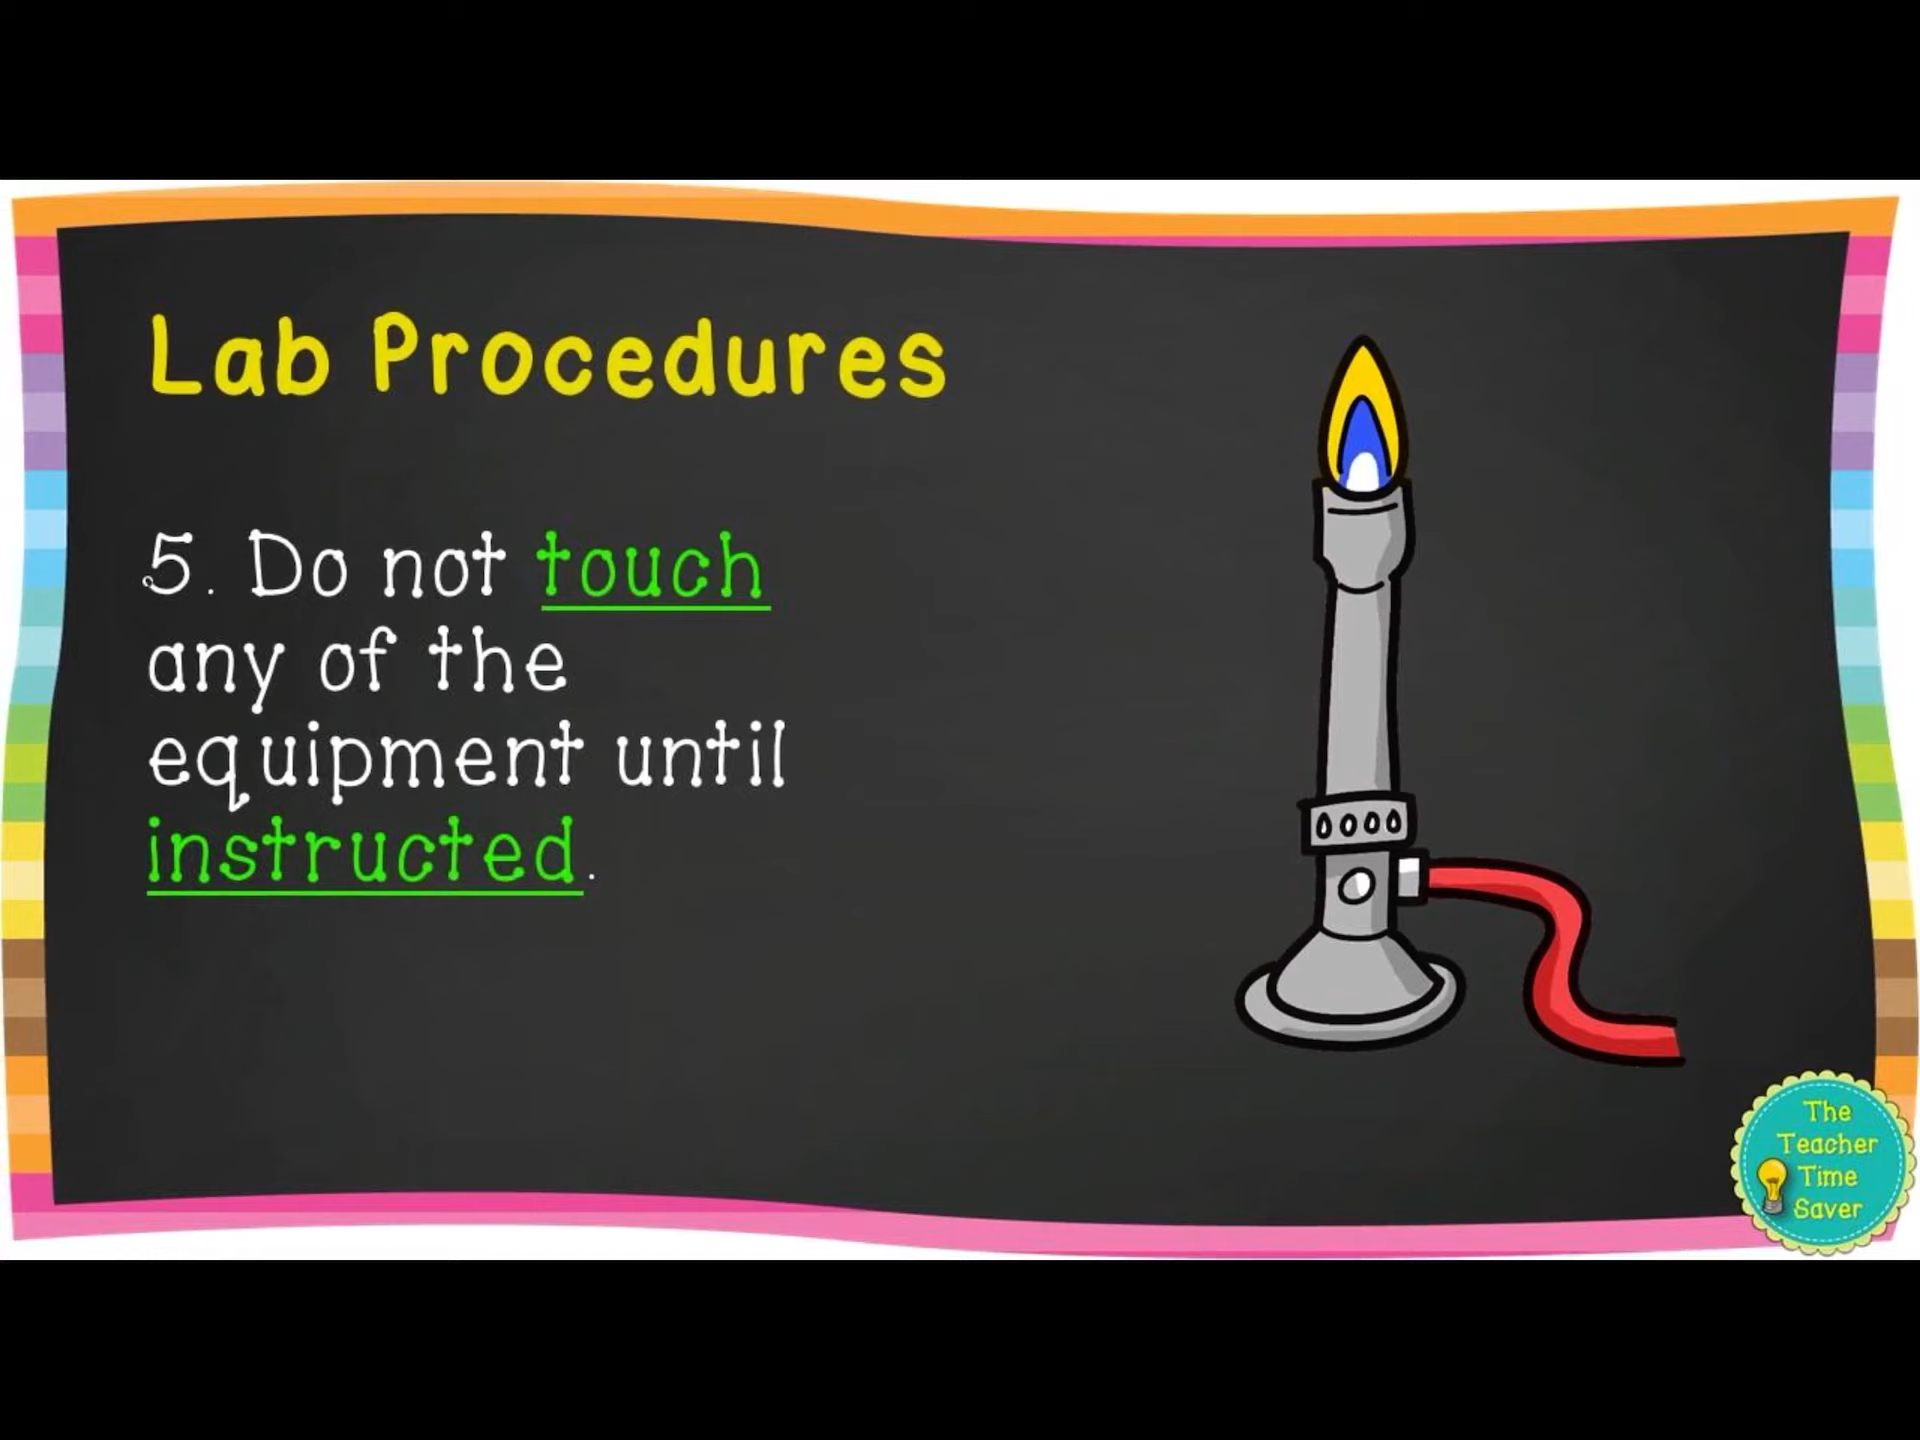 Lab Procedures
5. Do not touch
any of the
equipment until
instructed.
The
Teacher
Time
Saver